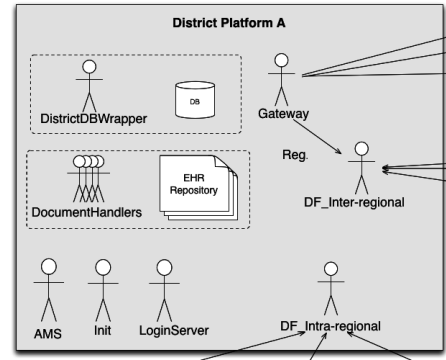 District Platform A
DistrictDBWrapper
DB
Gateway
Reg.
DF_Inter-regional
DocumentHandlers
EHR
Repository
AMS
Init
LoginServer
DF_Intra-regional